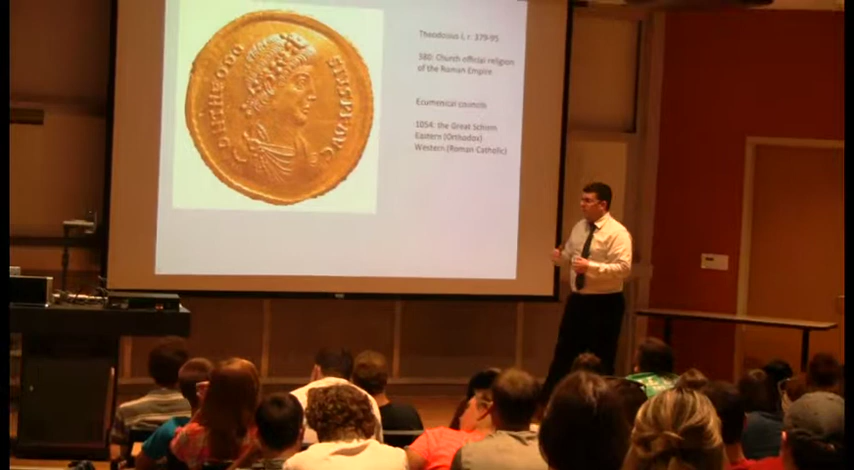 Theodosius I, r. 379-95
380: Church official religion
of the Roman Empire
Ecumenical councils
1054: the Great Schism
Eastern (Orthodox)
Western (Roman Catholic)